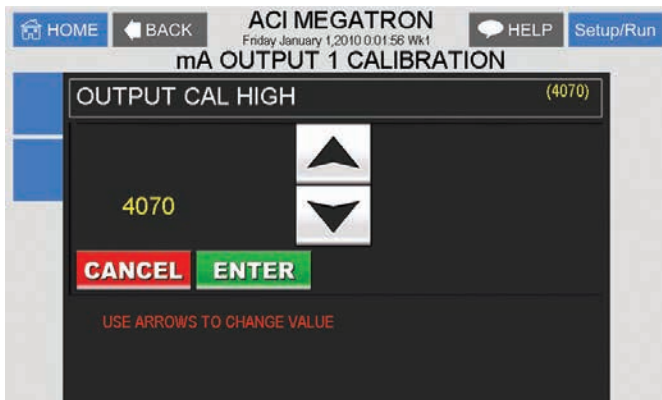 HOME
BACK
ACI MEGATRON
Friday January 1,2010 0:01:56 Wk1
HELP
Setup/Run
mA OUTPUT 1 CALIBRATION
OUTPUT CAL HIGH
(4070)
4070
CANCEL
ENTER
USE ARROWS TO CHANGE VALUE